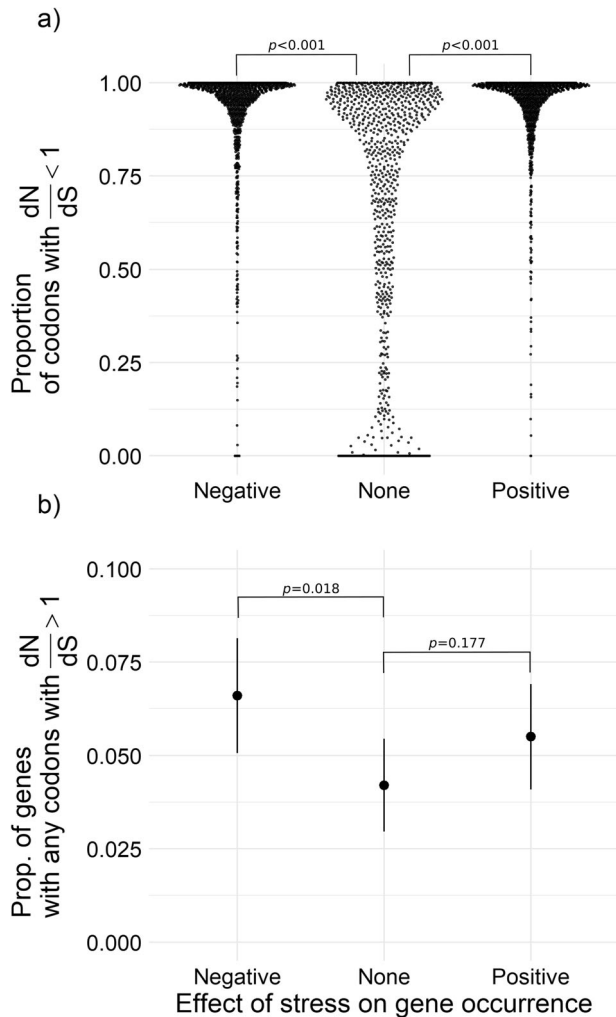 a)
p<0.001 p<0.001
1.00
0.75
0.50
0.25
0.00
Proportion
of codons with dN/dS < 1
Negative None Positive
b)
0.100
0.075
0.050
0.025
0.000
p=0.018
p=0.177
Prop. of genes
with any codons with dN/dS > 1
Negative None Positive
Effect of stress on gene occurrence